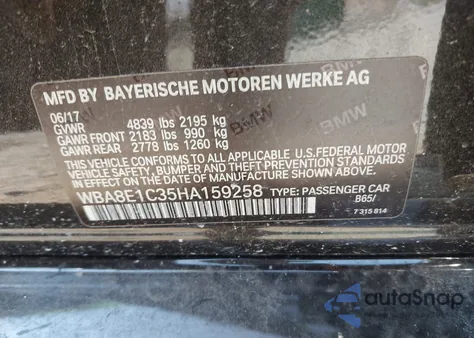 MFD BY BAYERISCHE MOTOREN WERKE AG
06/17
GVWR 4839 lbs 2195 kg
GAWR FRONT 2183 lbs 990 kg
GAWR REAR 2778 lbs 1260 kg
THIS VEHICLE CONFORMS TO ALL APPLICABLE U.S.FEDERAL MOTOR
VEHICLE SAFETY, BUMPER AND THEFT PREVENTION STANDARDS
IN EFFECT ON THE DATE OF MANUFACTURE SHOWN ABOVE.
WBA8E1C35HA159258 TYPE: PASSENGER CAR
B65/
7 315 814
BMW
BMW
autoSnap